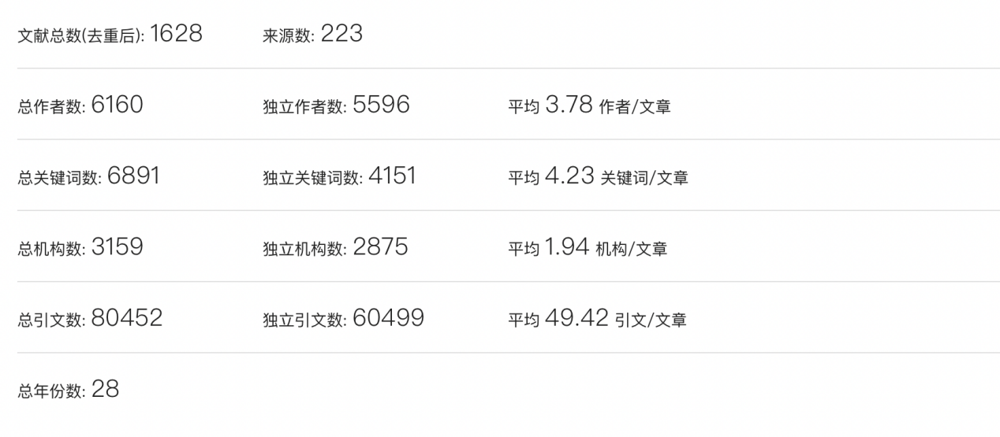 文献总数(去重后): 1628 来源数: 223
总作者数: 6160 独立作者数: 5596 平均 3.78 作者/文章
总关键词数: 6891 独立关键词数: 4151 平均 4.23 关键词/文章
总机构数: 3159 独立机构数: 2875 平均 1.94 机构/文章
总引文数: 80452 独立引文数: 60499 平均 49.42 引文/文章
总年份数: 28